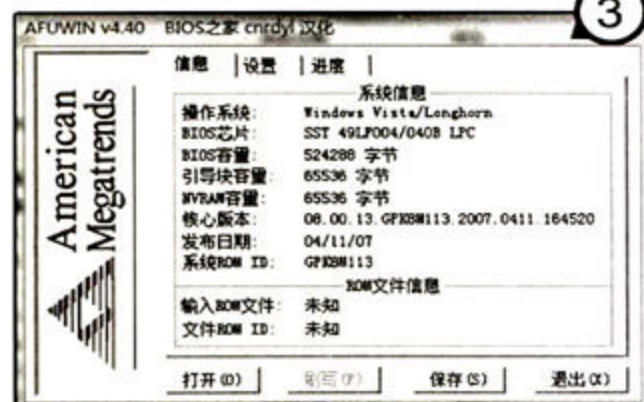 3
AFUWIN v4.40 BIOS之家 cnrdyl 汉化
American
Megatrends
信息 | 设置 | 进度 |
系统信息
操作系统: Windows Vista/Longhorn
BIOS芯片: SST 49LF004/040B LPC
BIOS容量: 524288 字节
引导块容量: 65536 字节
NVRAM容量: 65536 字节
核心版本: 08.00.13.GPK8M113.2007.0411.164520
发布日期: 04/11/07
系统ROM ID: GPK8M113
ROM文件信息
输入ROM文件: 未知
文件ROM ID: 未知
打开(O) 刷写(F) 保存(S) 退出(X)